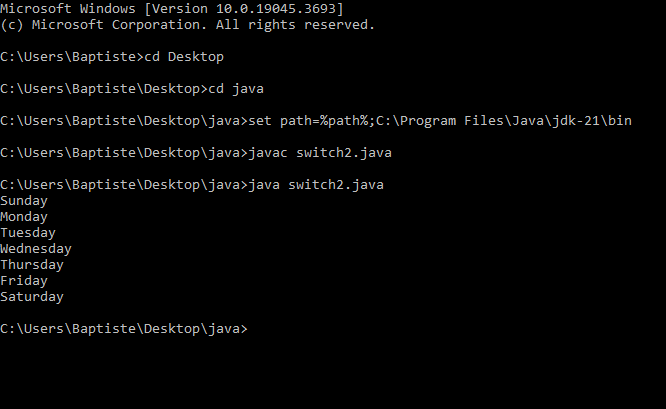 Microsoft Windows [Version 10.0.19045.3693]
(c) Microsoft Corporation. All rights reserved.
C:\Users\Baptiste>cd Desktop
C:\Users\Baptiste\Desktop>cd java
C:\Users\Baptiste\Desktop\java>set path=%path%;C:\Program Files\Java\jdk-21\bin
C:\Users\Baptiste\Desktop\java>javac switch2.java
C:\Users\Baptiste\Desktop\java>java switch2.java
Sunday
Monday
Tuesday
Wednesday
Thursday
Friday
Saturday
C:\Users\Baptiste\Desktop\java>